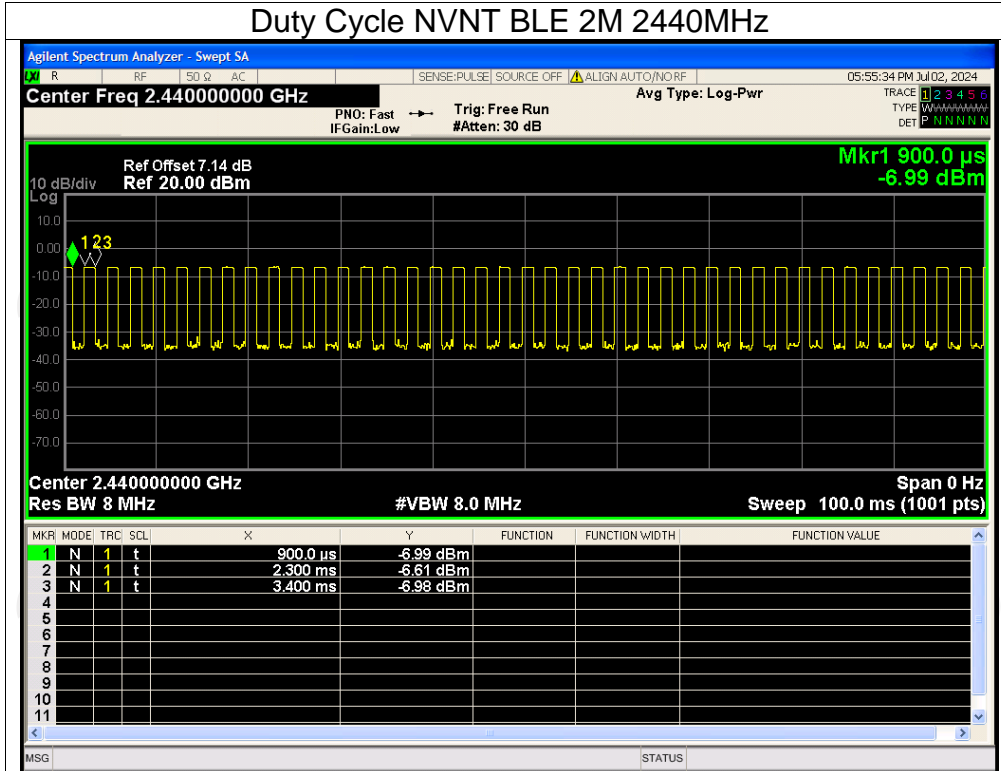 Duty Cycle NVNT BLE 2M 2440MHz
Agilent Spectrum Analyzer - Swept SA
LXI R RF 50 Ω AC SENSE:PULSE SOURCE OFF ALIGN AUTO/NO RF 05:55:34 PM Jul 02, 2024
Center Freq 2.440000000 GHz Avg Type: Log-Pwr TRACE 1 2 3 4 5 6
PNO: Fast Trig: Free Run TYPE
IFGain:Low #Atten: 30 dB DET P N N N N N
Mkr1 900.0 µs
Ref Offset 7.14 dB
10 dB/div Ref 20.00 dBm -6.99 dBm
Log
10.0
0.00
1 2 3
-10.0
-20.0
-30.0
-40.0
-50.0
-60.0
-70.0
Center 2.440000000 GHz Span 0 Hz
Res BW 8 MHz #VBW 8.0 MHz Sweep 100.0 ms (1001 pts)
MKR MODE TRC SCL X Y FUNCTION FUNCTION WIDTH FUNCTION VALUE
1 N 1 t 900.0 µs -6.99 dBm
2 N 1 t 2.300 ms -6.61 dBm
3 N 1 t 3.400 ms -6.98 dBm
4
5
6
7
8
9
10
11
MSG STATUS